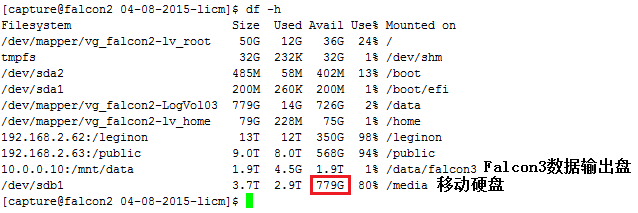 [capture@falcon2 04-08-2015-licm]$ df -h
Filesystem Size Used Avail Use% Mounted on
/dev/mapper/vg_falcon2-lv_root 50G 12G 36G 24% /
tmpfs 32G 232K 32G 1% /dev/shm
/dev/sda2 485M 58M 402M 13% /boot
/dev/sda1 200M 260K 200M 1% /boot/efi
/dev/mapper/vg_falcon2-LogVol03 779G 14G 726G 2% /data
/dev/mapper/vg_falcon2-lv_home 79G 228M 75G 1% /home
192.168.2.62:/leginon 13T 12T 350G 98% /leginon
192.168.2.63:/public 9.0T 8.0T 568G 94% /public
10.0.0.10:/mnt/data 1.9T 4.5G 1.9T 1% /data/falcon3 Falcon3数据输出盘
/dev/sdb1 3.7T 2.9T 779G 80% /media 移动硬盘
[capture@falcon2 04-08-2015-licm]$